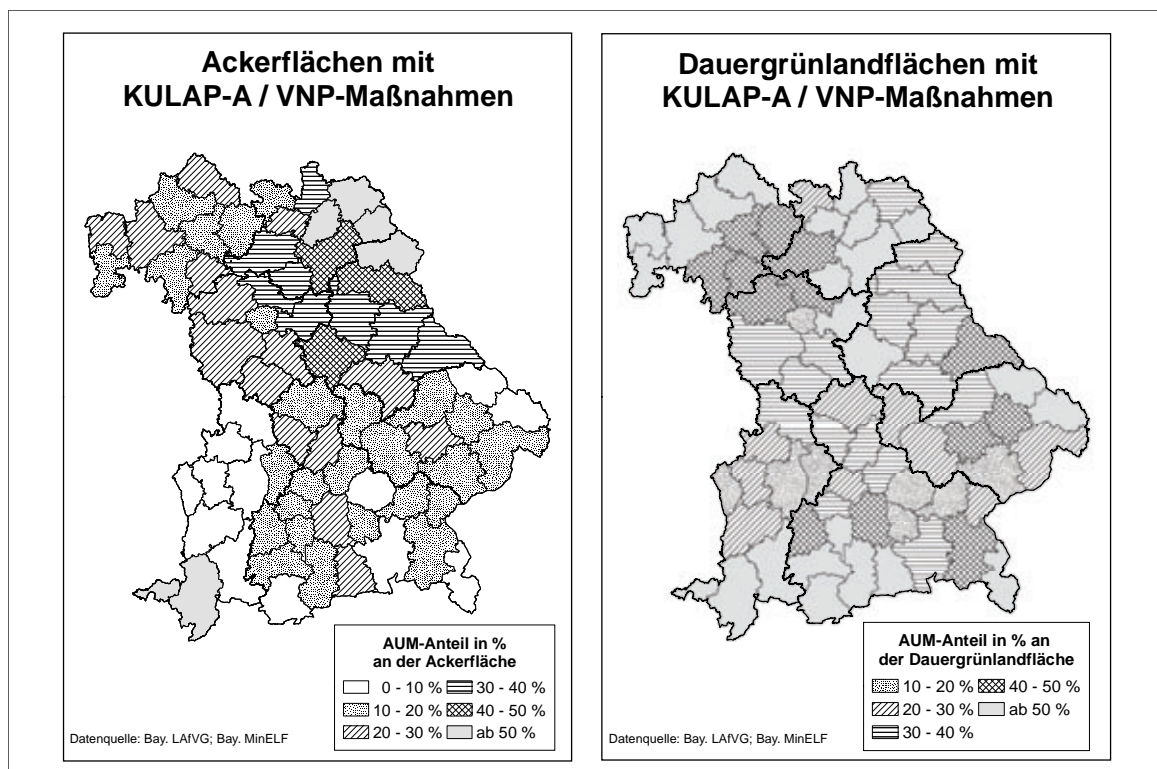 Ackerflächen mit
KULAP-A / VNP-Maßnahmen
AUM-Anteil in %
an der Ackerfläche
0 - 10 %
30 - 40 %
10 - 20 %
40 - 50 %
20 - 30 %
ab 50 %
Datenquelle: Bay. LAfVG; Bay. MinELF
Dauergrünlandflächen mit
KULAP-A / VNP-Maßnahmen
AUM-Anteil in % an
der Dauergrünlandfläche
10 - 20 %
40 - 50 %
20 - 30 %
ab 50 %
30 - 40 %
Datenquelle: Bay. LAfVG; Bay. MinELF